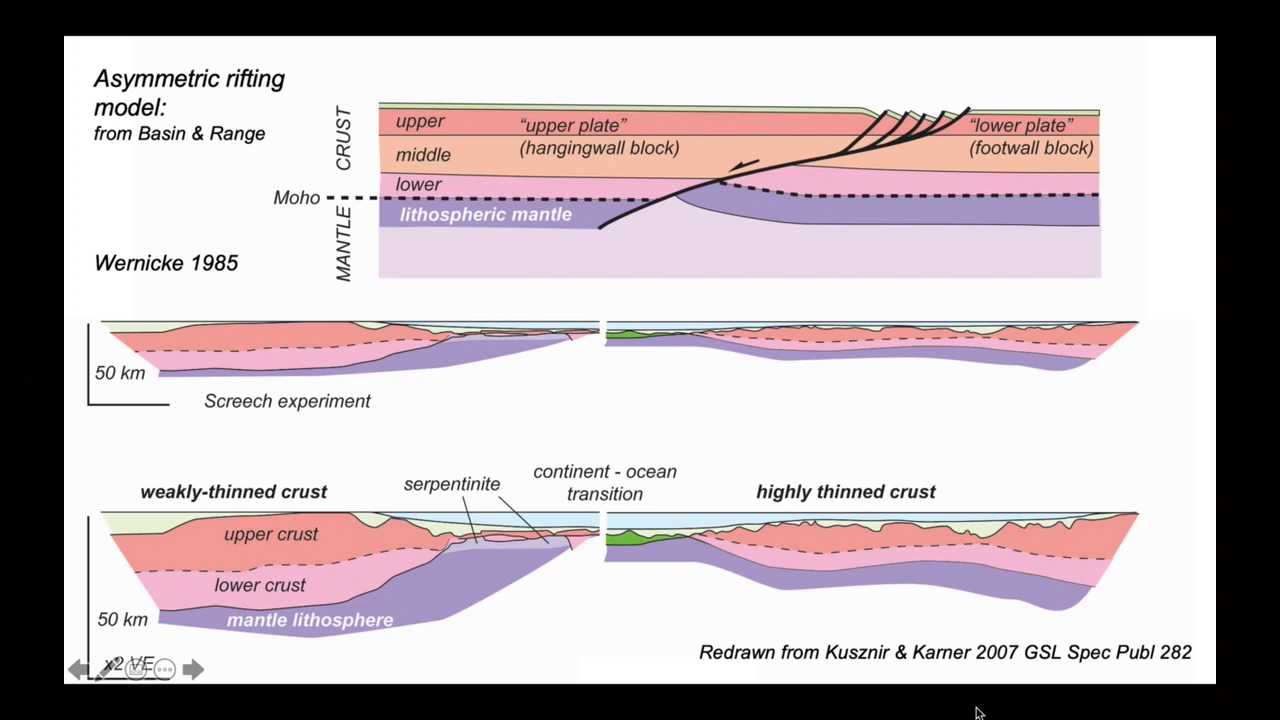 Asymmetric rifting
model:
from Basin & Range
Wernicke 1985
CRUST
MANTLE
Moho
upper
middle
lower
lithospheric mantle
“upper plate”
(hangingwall block)
“lower plate”
(footwall block)
50 km
Screech experiment
weakly-thinned crust
serpentinite
continent - ocean
transition
highly thinned crust
upper crust
lower crust
mantle lithosphere
50 km
x2 VE
Redrawn from Kusznir & Karner 2007 GSL Spec Publ 282